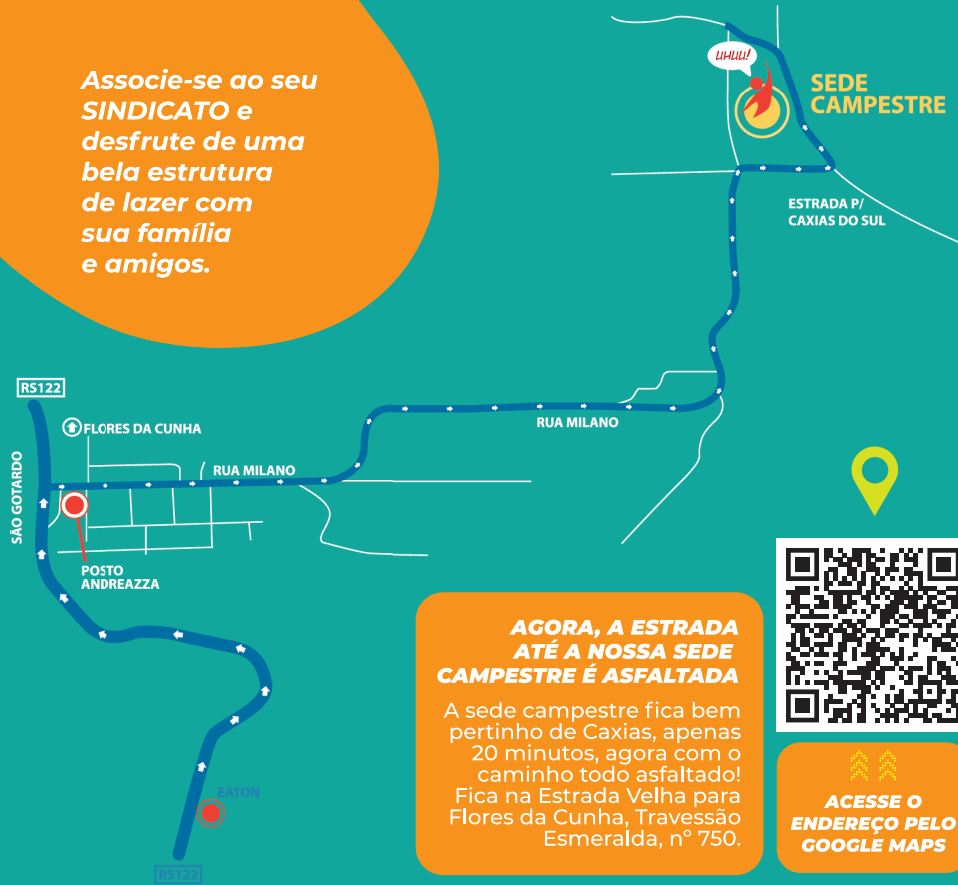 Associe-se ao seu
SINDICATO e
desfrute de uma
bela estrutura
de lazer com
sua família
e amigos.
UHUU!
SEDE
CAMPESTRE
ESTRADA P/
CAXIAS DO SUL
RS122
FLORES DA CUNHA
SÃO GOTARDO
RUA MILANO
RUA MILANO
POSTO
ANDREAZZA
EATON
RS122
AGORA, A ESTRADA
ATÉ A NOSSA SEDE
CAMPESTRE É ASFALTADA
A sede campestre fica bem
pertinho de Caxias, apenas
20 minutos, agora com o
caminho todo asfaltado!
Fica na Estrada Velha para
Flores da Cunha, Travessão
Esmeralda, nº 750.
ACESSE O
ENDEREÇO PELO
GOOGLE MAPS